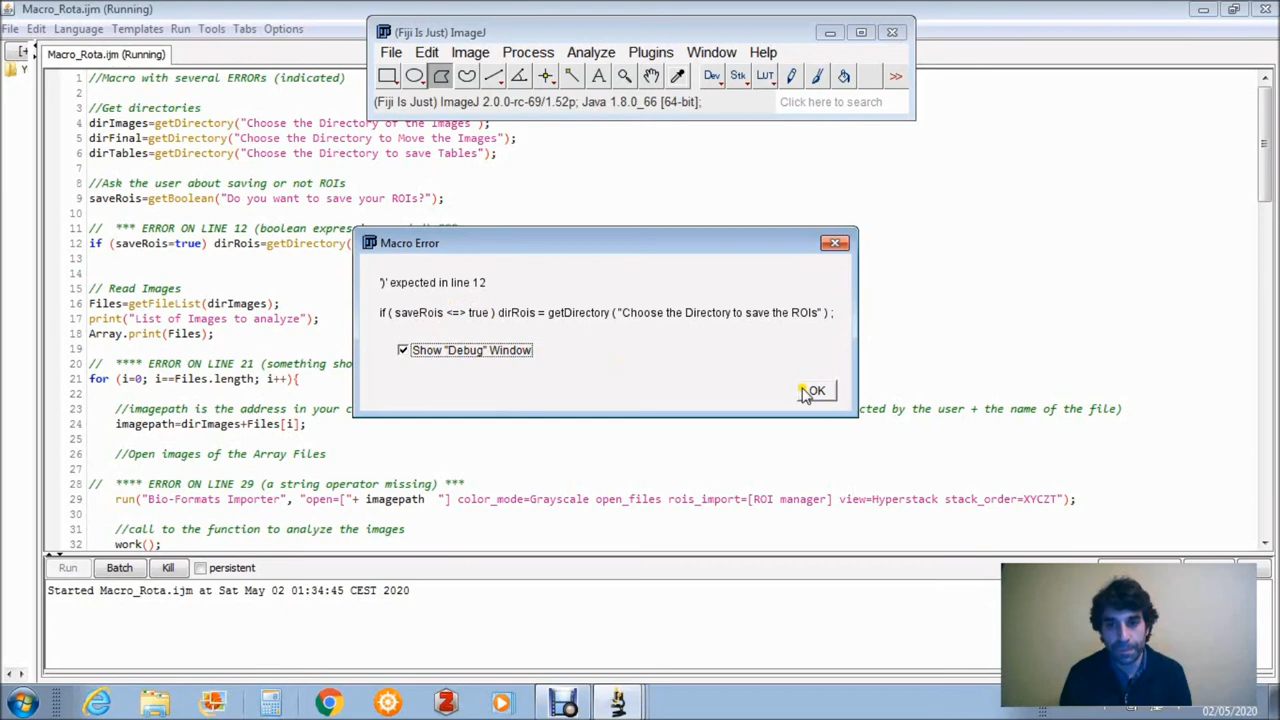 Macro_Rota.ijm (Running)
File Edit Language Templates Run Tools Tabs Options
Macro_Rota.ijm (Running)
(Fiji Is Just) ImageJ
File Edit Image Process Analyze Plugins Window Help
Dev Stk LUT >>
(Fiji Is Just) ImageJ 2.0.0-rc-69/1.52p; Java 1.8.0_66 [64-bit];
Click here to search
1 //Macro with several ERRORs (indicated)
2
3 //Get directories
4 dirImages=getDirectory("Choose the Directory of the Images");
5 dirFinal=getDirectory("Choose the Directory to Move the Images");
6 dirTables=getDirectory("Choose the Directory to save Tables");
7
8 //Ask the user about saving or not ROIs
9 saveRois=getBoolean("Do you want to save your ROIs?");
10
11 // *** ERROR ON LINE 12 (boolean
12 if (saveRois=true) dirRois=getDirectory(
13
14
15 // Read Images
16 Files=getFileList(dirImages);
17 print("List of Images to analyze");
18 Array.print(Files);
19
20 // **** ERROR ON LINE 21 (something
21 for (i=0; i==Files.length; i++){
22
23 //imagepath is the address in your c cted by the user + the name of the file)
24 imagepath=dirImages+Files[i];
25
26 //Open images of the Array Files
27
28 // **** ERROR ON LINE 29 (a string operator missing) ***
29 run("Bio-Formats Importer", "open=["+ imagepath "] color_mode=Grayscale open_files rois_import=[ROI manager] view=Hyperstack stack_order=XYCZT");
30
31 //call to the function to analyze the images
32 work();
Macro Error
')' expected in line 12
if ( saveRois <=> true ) dirRois = getDirectory ( "Choose the Directory to save the ROIs" ) ;
Show "Debug" Window
OK
Run Batch Kill persistent
Started Macro_Rota.ijm at Sat May 02 01:34:45 CEST 2020
02/05/2020